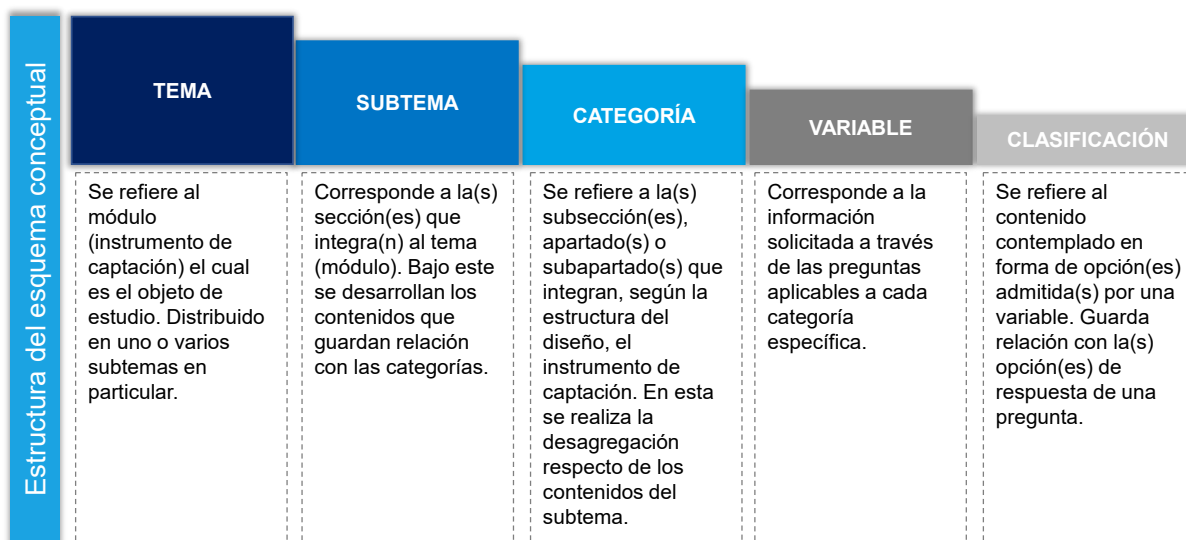 Estructura del esquema conceptual
TEMA
Se refiere al
módulo
(instrumento de
captación) el cual
es el objeto de
estudio. Distribuido
en uno o varios
subtemas en
particular.
SUBTEMA
Corresponde a la(s)
sección(es) que
integra(n) al tema
(módulo). Bajo este
se desarrollan los
contenidos que
guardan relación
con las categorías.
CATEGORÍA
Se refiere a la(s)
subsección(es),
apartado(s) o
subapartado(s) que
integran, según la
estructura del
diseño, el
instrumento de
captación. En esta
se realiza la
desagregación
respecto de los
contenidos del
subtema.
VARIABLE
Corresponde a la
información
solicitada a través
de las preguntas
aplicables a cada
categoría
específica.
CLASIFICACIÓN
Se refiere al
contenido
contemplado en
forma de opción(es)
admitida(s) por una
variable. Guarda
relación con la(s)
opción(es) de
respuesta de una
pregunta.